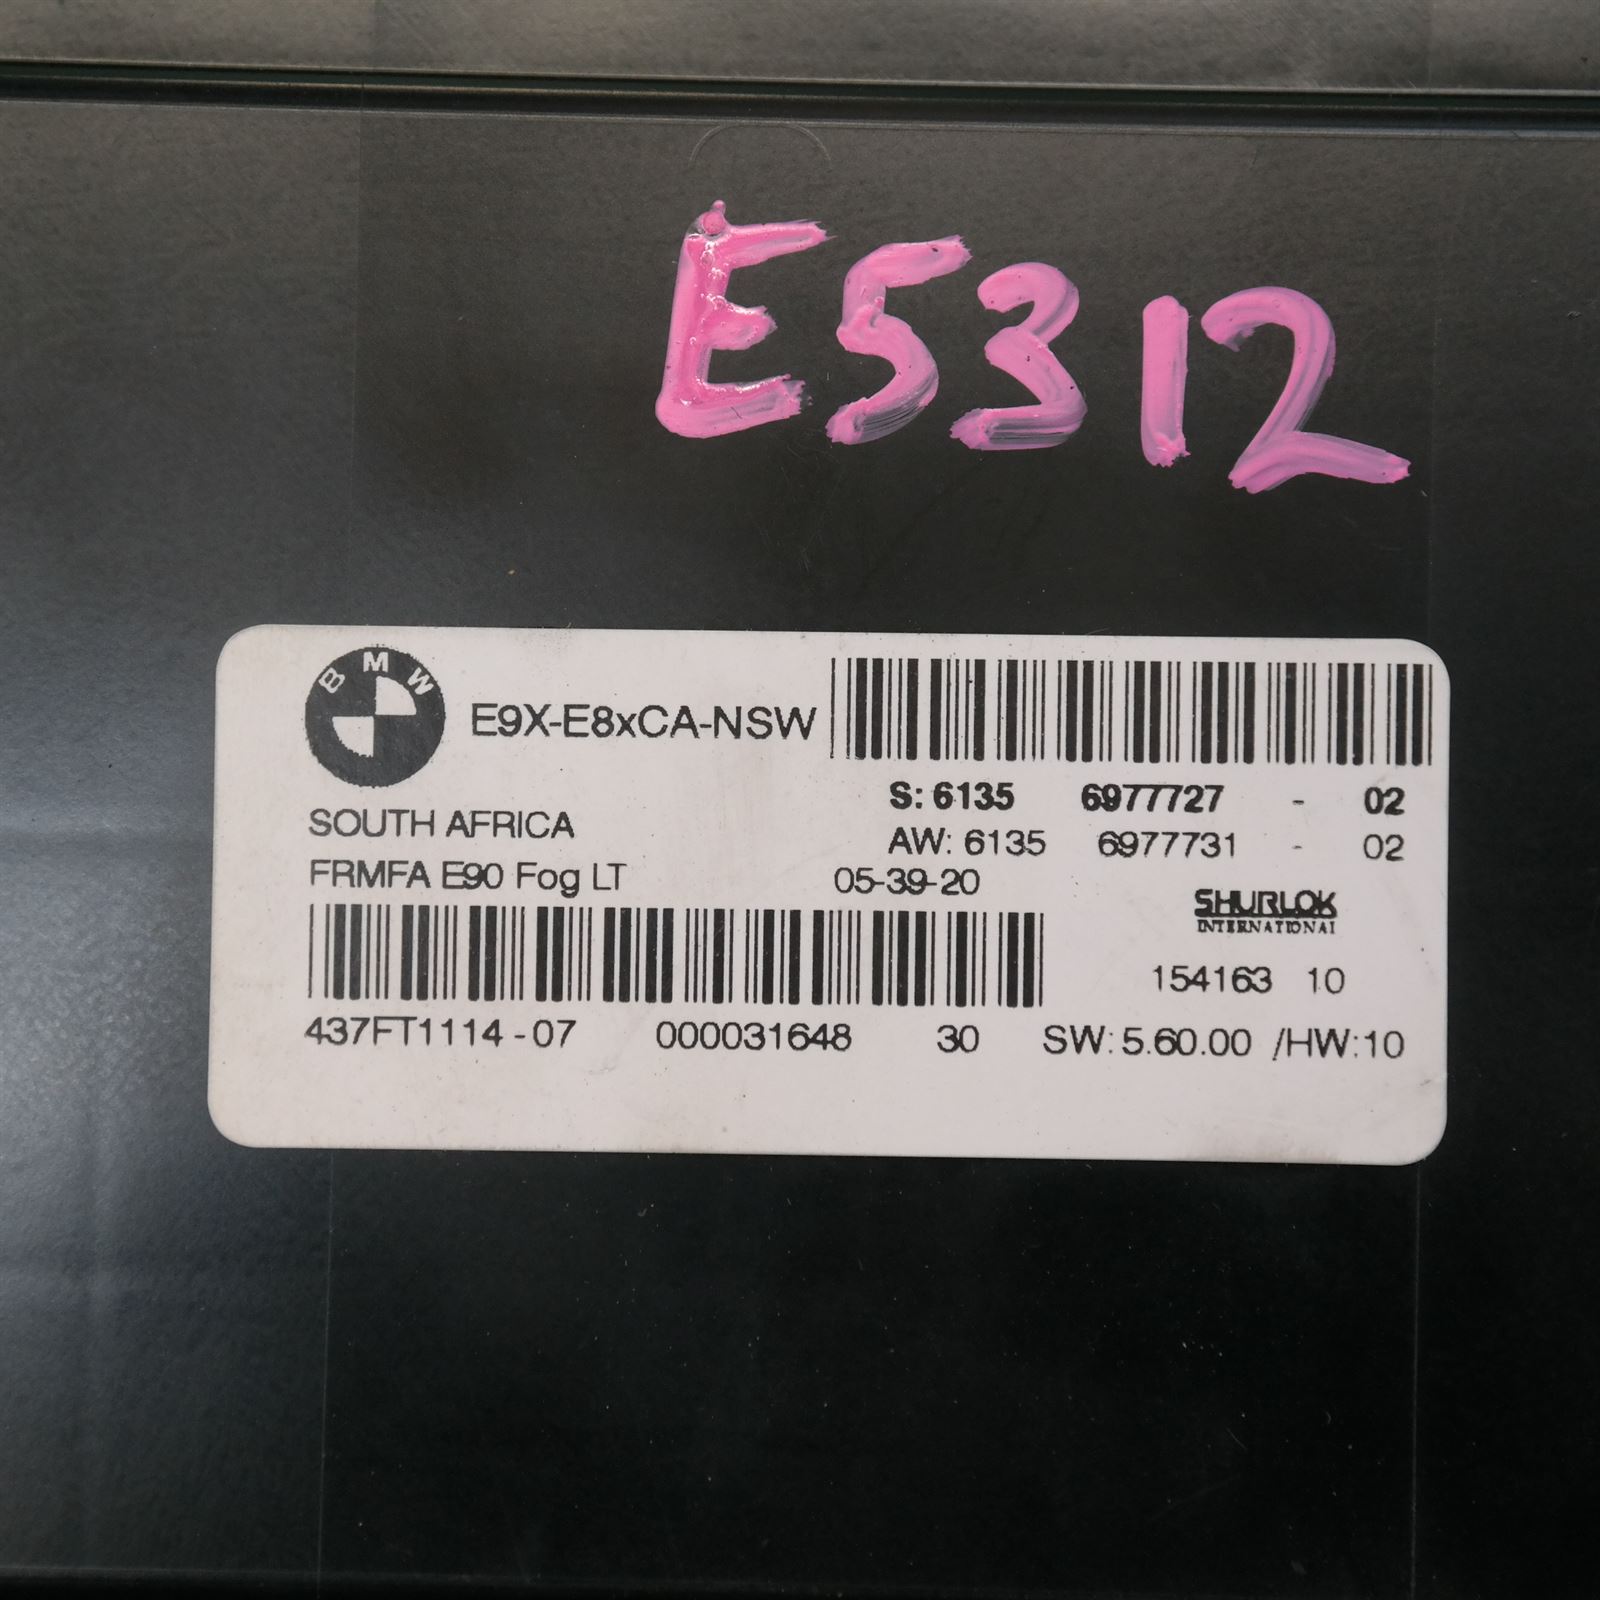 E5312
BMW
E9X-E8xCA-NSW
S: 6135 6977727 - 02
SOUTH AFRICA
AW: 6135 6977731 - 02
FRMFA E90 Fog LT 05-39-20
SHURLOK
INTERNATIONAL
154163 10
437FT1114-07 000031648 30 SW: 5.60.00 /HW:10